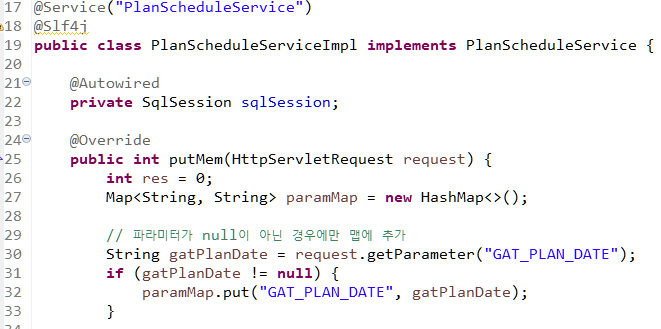 17 @Service("PlanScheduleService")
18 @Slf4j
19 public class PlanScheduleServiceImpl implements PlanScheduleService {
20
21 @Autowired
22 private SqlSession sqlSession;
23
24 @Override
25 public int putMem(HttpServletRequest request) {
26 int res = 0;
27 Map<String, String> paramMap = new HashMap<>();
28
29 // 파라미터가 null이 아닌 경우에만 맵에 추가
30 String gatPlanDate = request.getParameter("GAT_PLAN_DATE");
31 if (gatPlanDate != null) {
32 paramMap.put("GAT_PLAN_DATE", gatPlanDate);
33 }